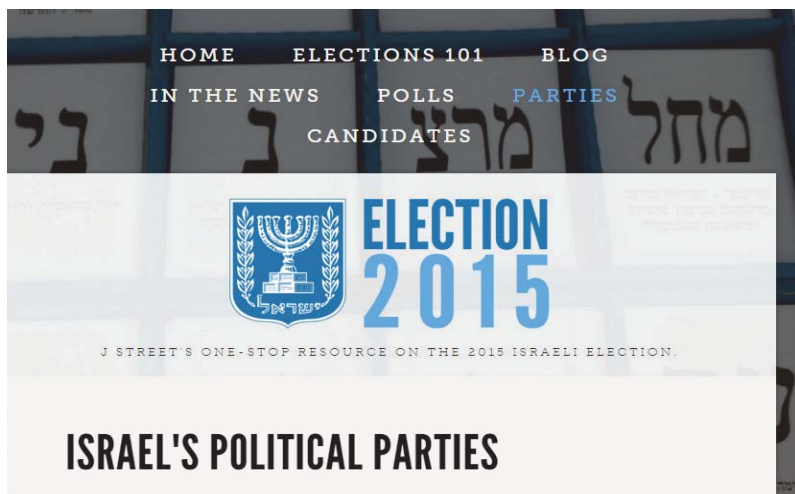 HOME ELECTIONS 101 BLOG
IN THE NEWS POLLS PARTIES
CANDIDATES
ני
נ
מרצ
מחל
ELECTION
2015
ישראל
J STREET'S ONE-STOP RESOURCE ON THE 2015 ISRAELI ELECTION.
ISRAEL'S POLITICAL PARTIES